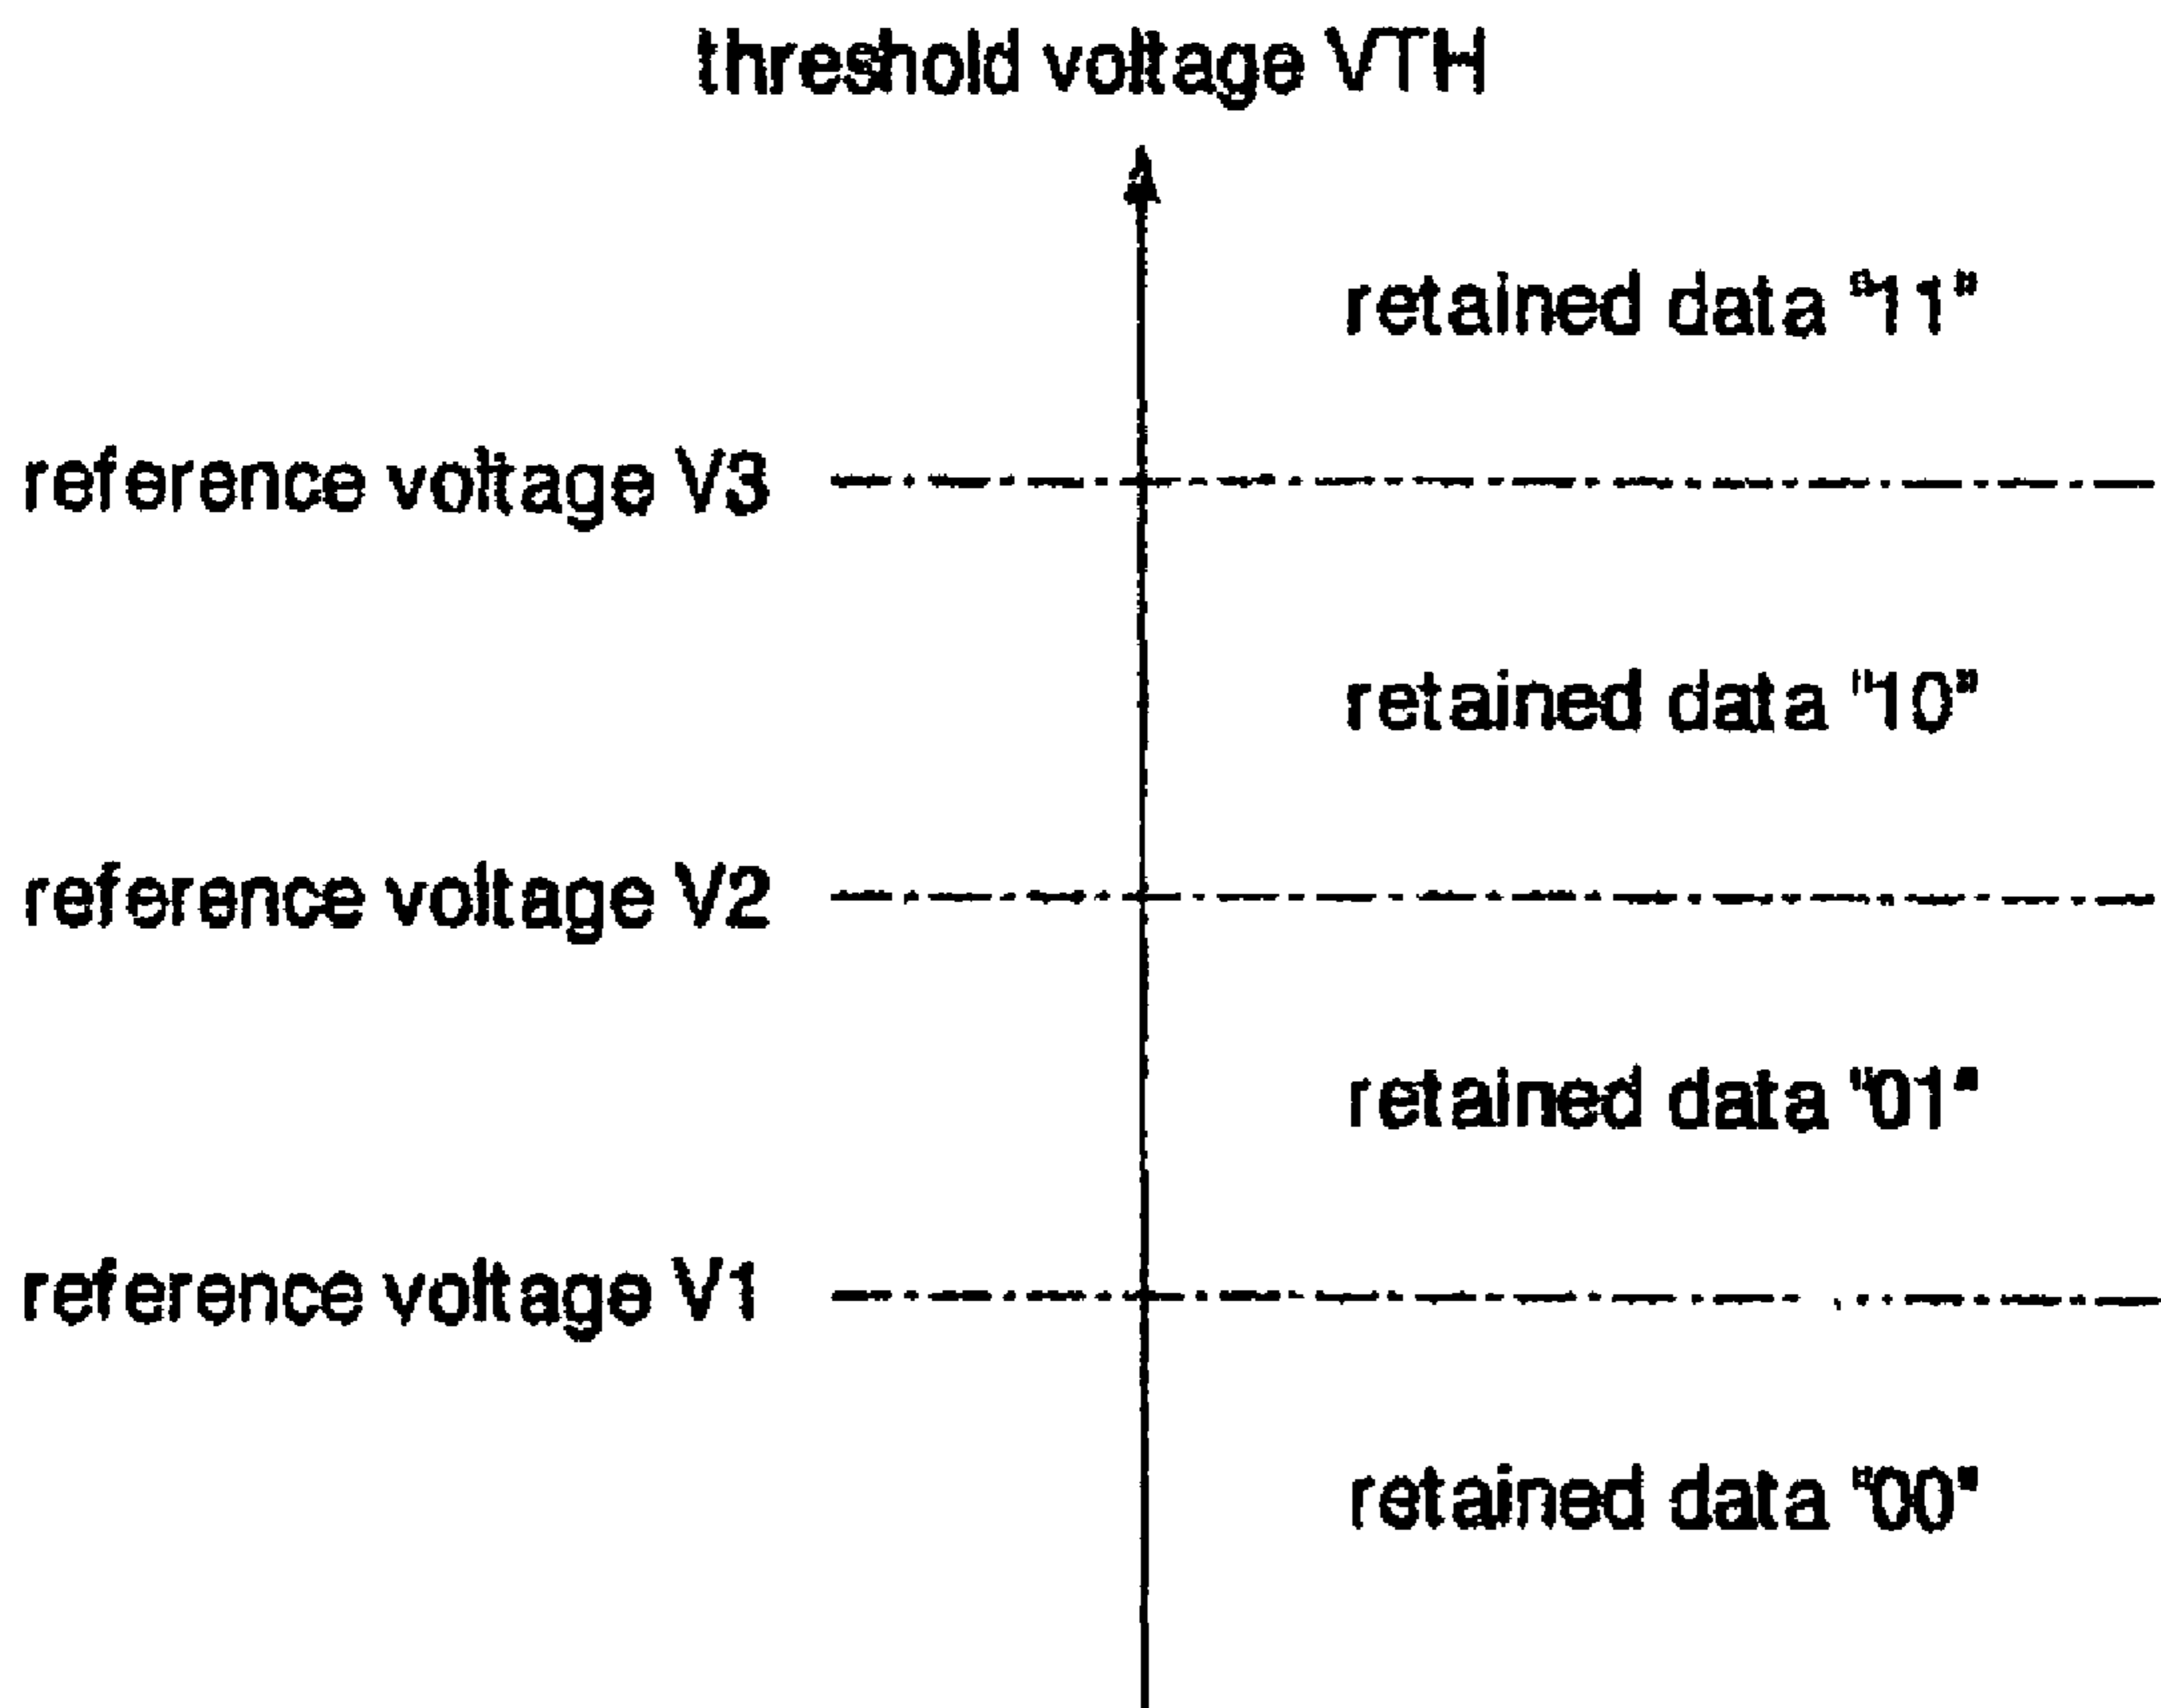 threshold voltage VTH
retained data "11"
reference voltage V3
retained data "10"
reference voltage V2
retained data "01"
reference voltage V1
retained data "00"